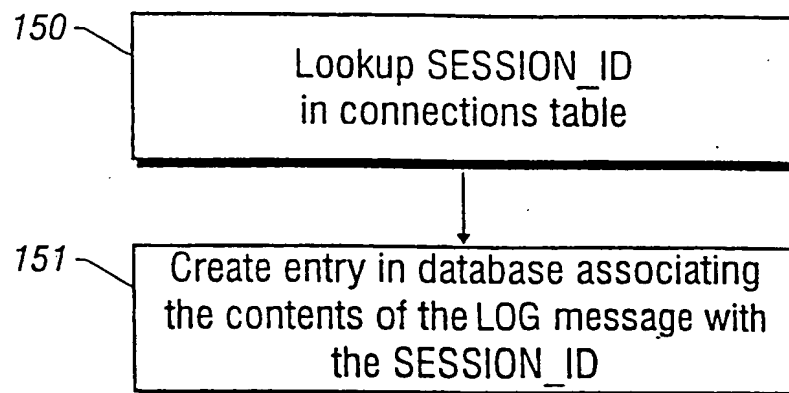 150
Lookup SESSION_ID
in connections table
151
Create entry in database associating
the contents of the LOG message with
the SESSION_ID